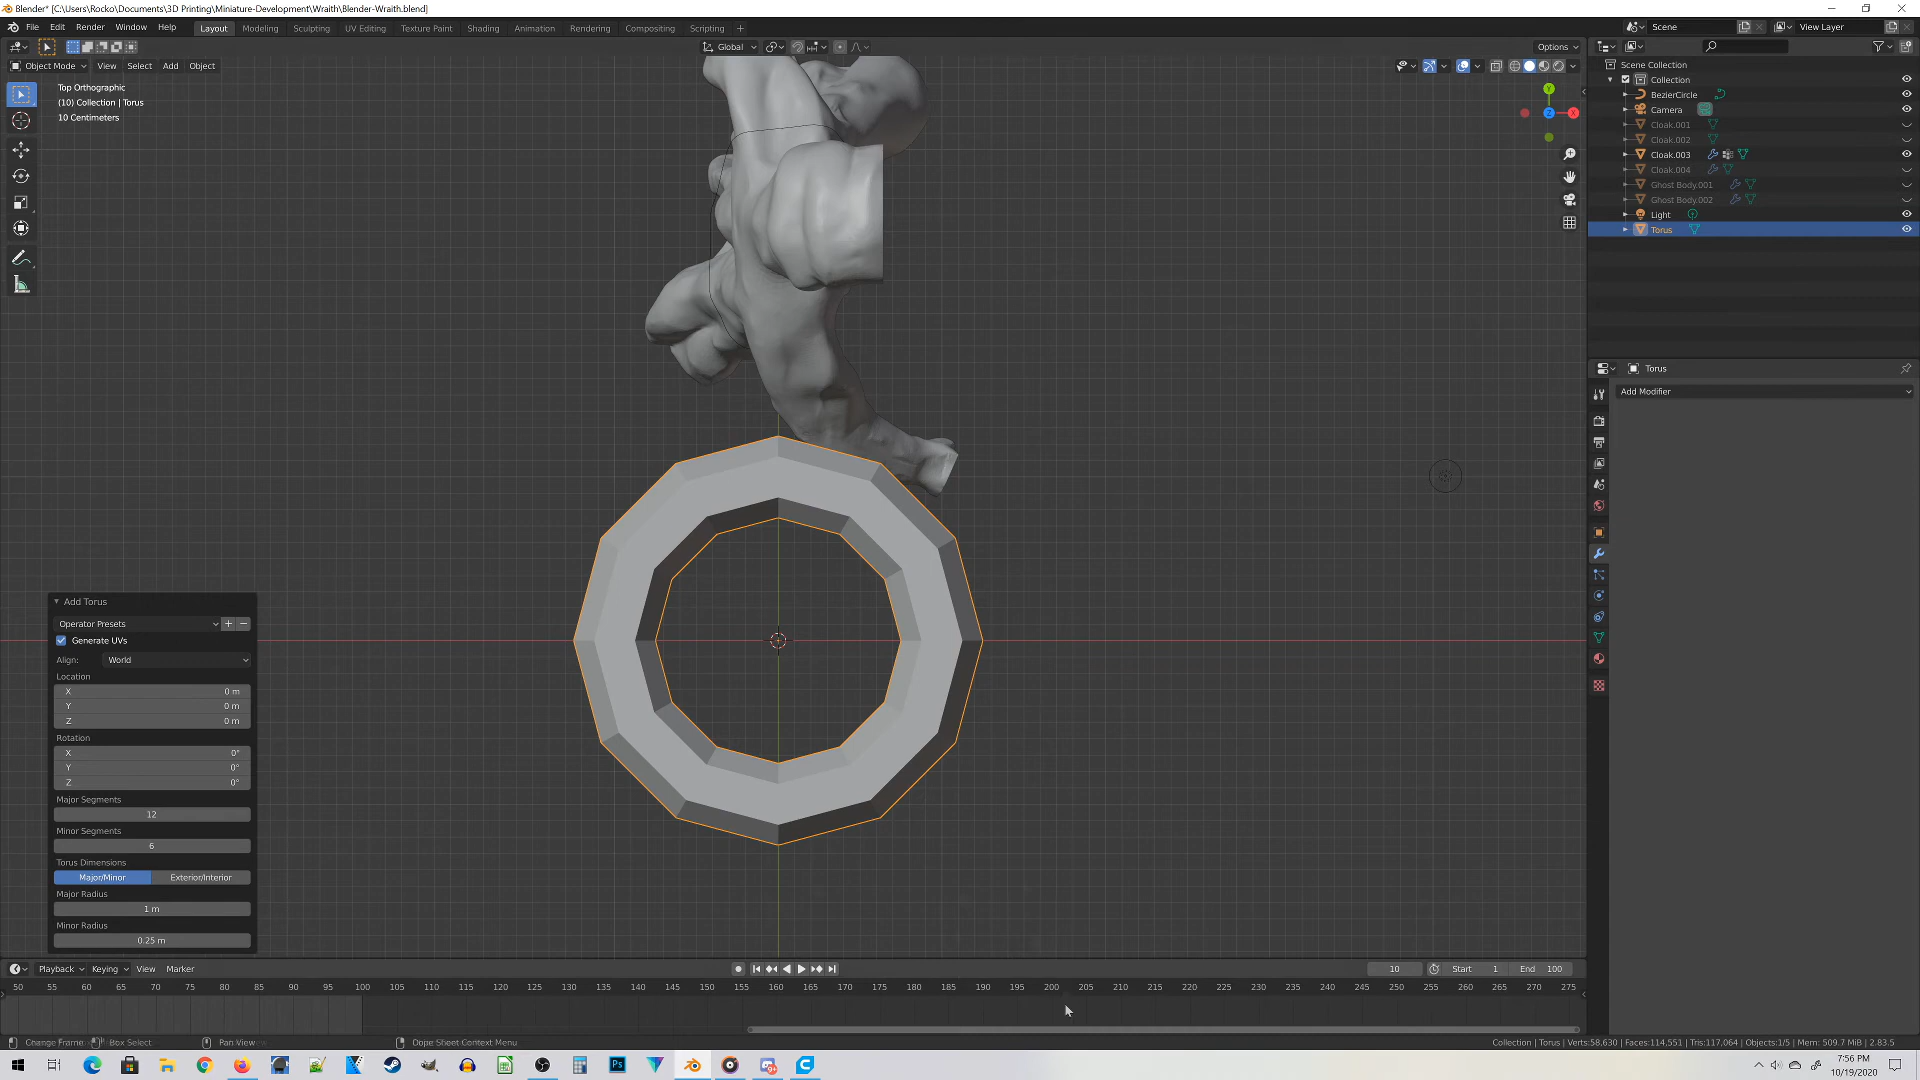 Blender* [C:\Users\Rocko\Documents\3D Printing\Miniature-Development\Wraith\Blender-Wraith.blend]
File Edit Render Window Help Layout Modeling Sculpting UV Editing Texture Paint Shading Animation Rendering Compositing Scripting + Scene View Layer
Global Options
Object Mode View Select Add Object
Top Orthographic
(10) Collection | Torus
10 Centimeters
Y
Z X
Scene Collection
Collection
BezierCircle
Camera
Cloak.001
Cloak.002
Cloak.003
Cloak.004
Ghost Body.001
Ghost Body.002
Light
Torus
Torus
Add Modifier
Add Torus
Operator Presets
Generate UVs
Align: World
Location
X 0 m
Y 0 m
Z 0 m
Rotation
X 0°
Y 0°
Z 0°
Major Segments
12
Minor Segments
6
Torus Dimensions
Major/Minor Exterior/Interior
Major Radius
1 m
Minor Radius
0.25 m
Playback Keying View Marker 10 Start 1 End 100
50 55 60 65 70 75 80 85 90 95 100 105 110 115 120 125 130 135 140 145 150 155 160 165 170 175 180 185 190 195 200 205 210 215 220 225 230 235 240 245 250 255 260 265 270 275
Change Frame Box Select Pan View Dope Sheet Context Menu Collection | Torus | Verts:58,630 | Faces:114,551 | Tris:117,064 | Objects:1/5 | Mem: 509.7 MiB | 2.83.5
7:56 PM
10/19/2020